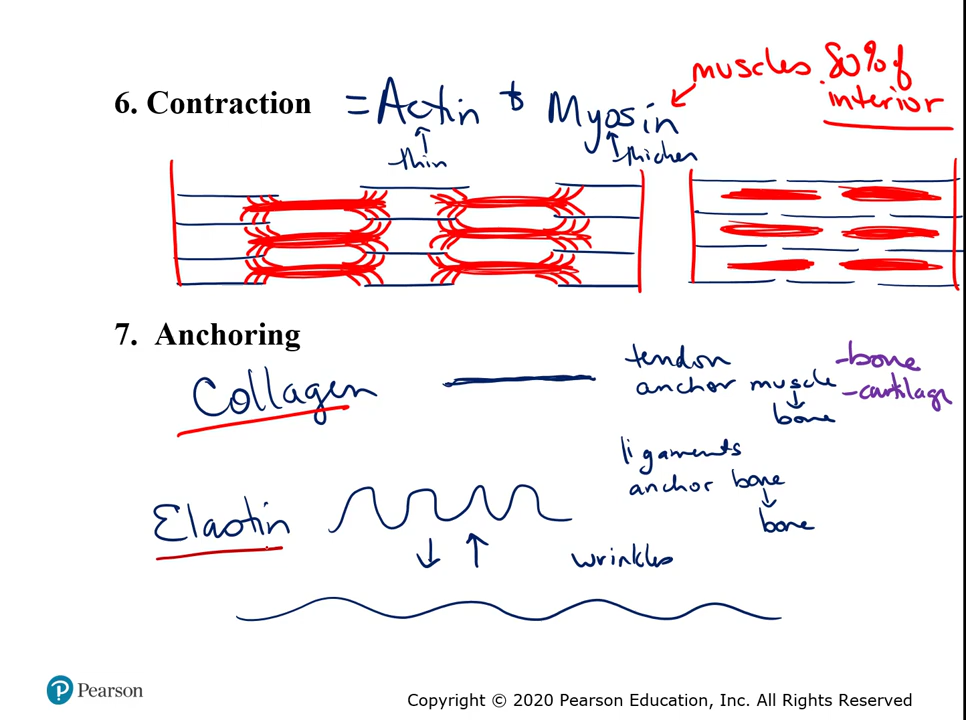 muscles 80% of
interior
6. Contraction = Actin & Myosin
thin
thicker
7. Anchoring
Collagen
tendon
anchor muscle
bone
-bone
-cartilage
ligaments
anchor bone
bone
Elastin
wrinkles
Pearson
Copyright © 2020 Pearson Education, Inc. All Rights Reserved